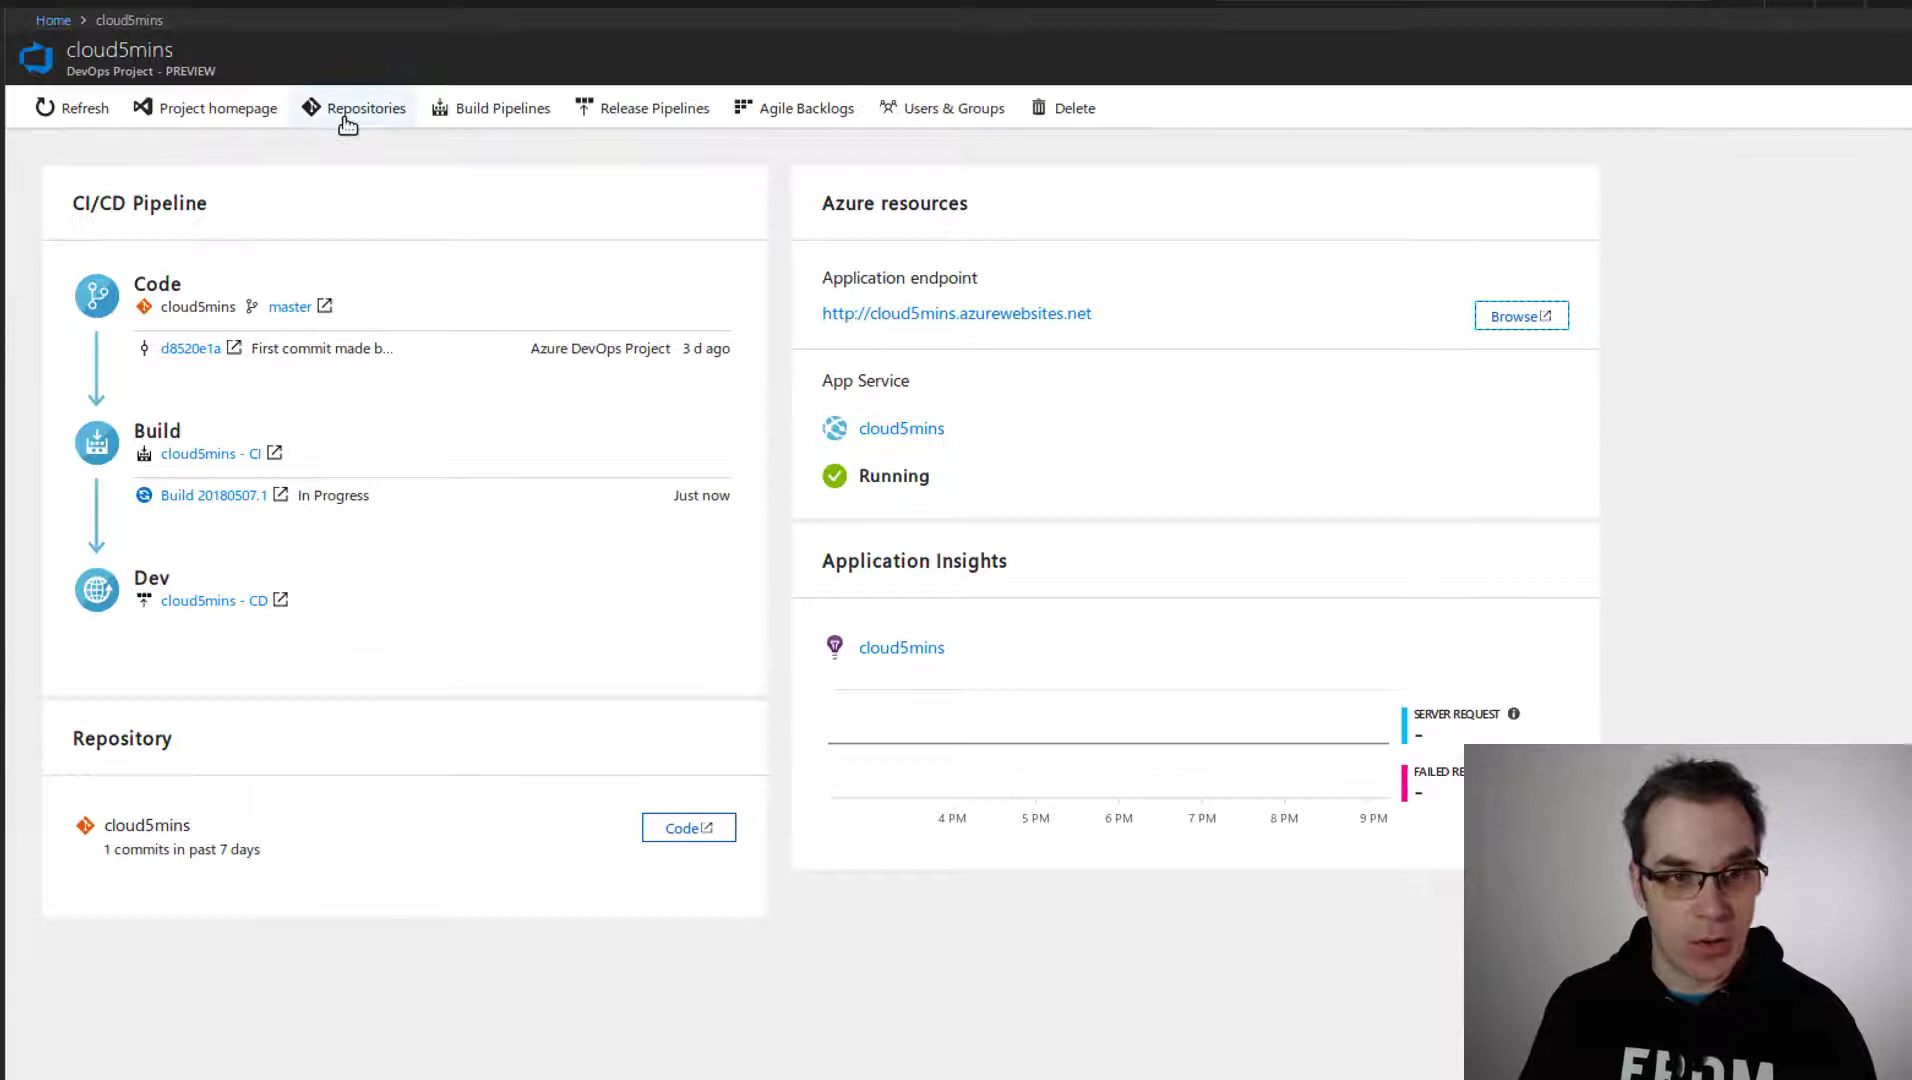 Home > cloud5mins
cloud5mins
DevOps Project - PREVIEW
Refresh Project homepage Repositories Build Pipelines Release Pipelines Agile Backlogs Users & Groups Delete
CI/CD Pipeline
Code
cloud5mins master
d8520e1a First commit made b... Azure DevOps Project 3 d ago
Build
cloud5mins - CI
Build 20180507.1 In Progress Just now
Dev
cloud5mins - CD
Repository
cloud5mins
1 commits in past 7 days
Code
Azure resources
Application endpoint
http://cloud5mins.azurewebsites.net
Browse
App Service
cloud5mins
Running
Application Insights
cloud5mins
SERVER REQUEST
-
FAILED RE
-
4 PM 5 PM 6 PM 7 PM 8 PM 9 PM